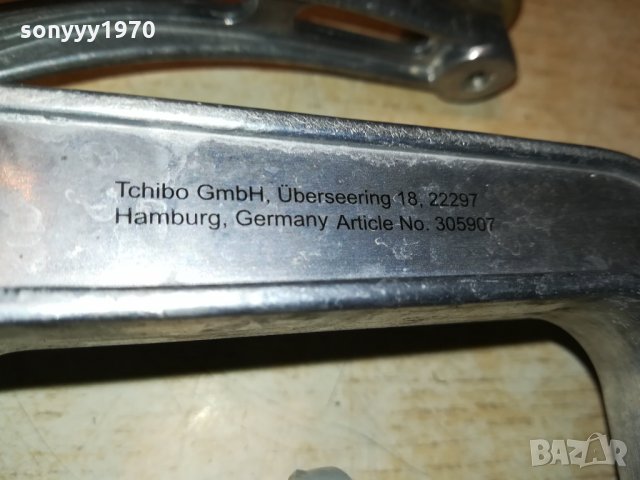 sonyyy1970
Tchibo GmbH, Überseering 18, 22297
Hamburg, Germany Article No. 305907
BAZAR